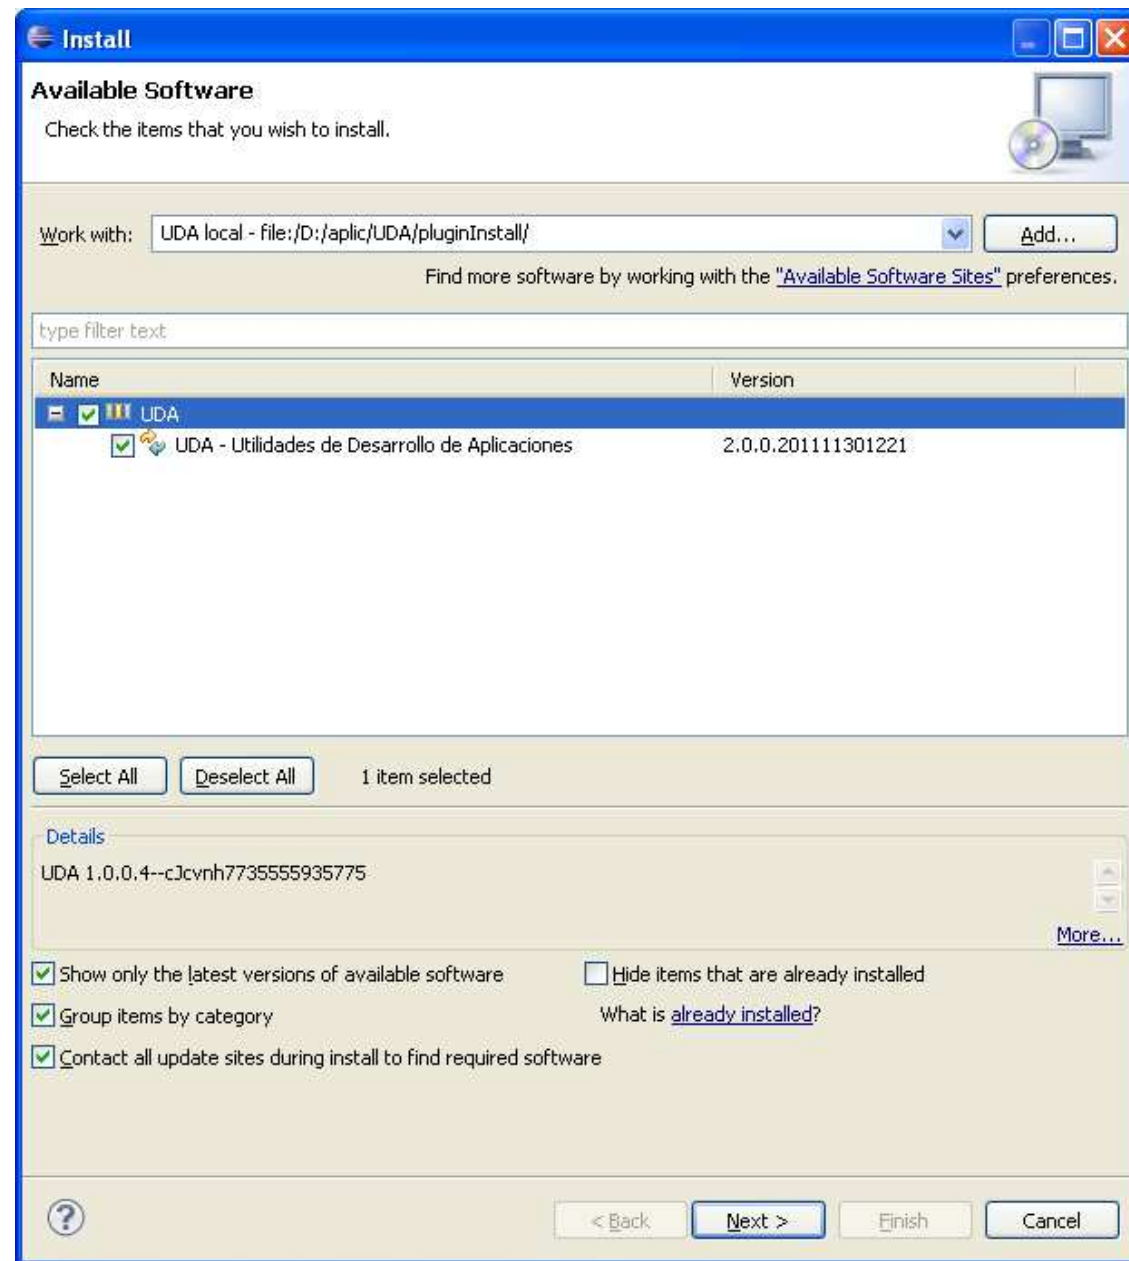 Install
Available Software
Check the items that you wish to install.
Work with: UDA local - file:/D:/aplic/UDA/pluginInstall/ Add...
Find more software by working with the "Available Software Sites" preferences.
type filter text
Name Version
UDA
UDA - Utilidades de Desarrollo de Aplicaciones 2.0.0.201111301221
Select All Deselect All 1 item selected
Details
UDA 1.0.0.4--cJcvnh7735555935775
More...
Show only the latest versions of available software Hide items that are already installed
Group items by category What is already installed?
Contact all update sites during install to find required software
? < Back Next > Finish Cancel